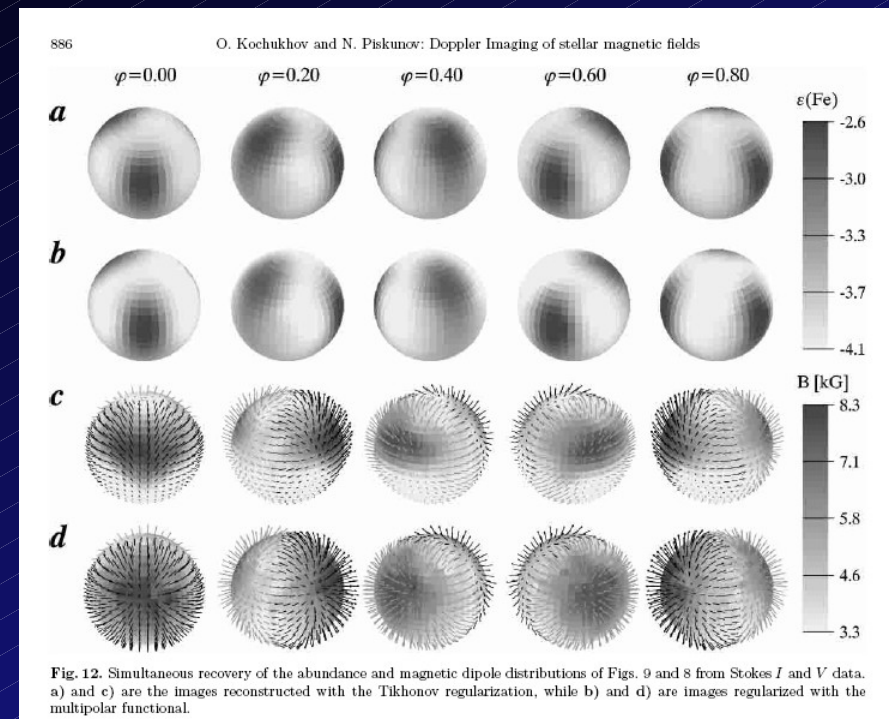 886 O. Kochukhov and N. Piskunov: Doppler Imaging of stellar magnetic fields
φ=0.00 φ=0.20 φ=0.40 φ=0.60 φ=0.80
a
ε(Fe)
-2.6
-3.0
-3.3
-3.7
-4.1
b
c
B [kG]
8.3
7.1
5.8
4.6
3.3
d
Fig. 12. Simultaneous recovery of the abundance and magnetic dipole distributions of Figs. 9 and 8 from Stokes I and V data.
a) and c) are the images reconstructed with the Tikhonov regularization, while b) and d) are images regularized with the
multipolar functional.